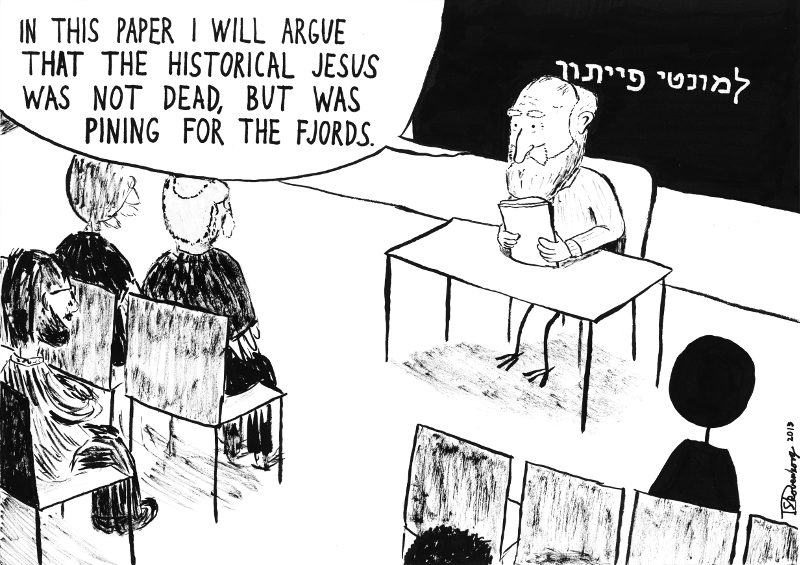 IN THIS PAPER I WILL ARGUE
THAT THE HISTORICAL JESUS
WAS NOT DEAD, BUT WAS
PINING FOR THE FJORDS.
למונטי פייתון
2013